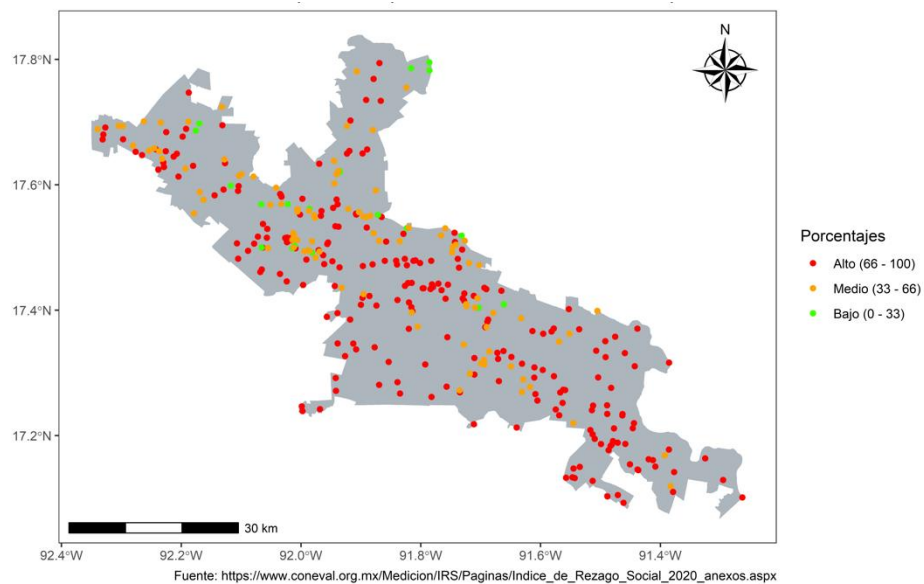 N
17.8°N
17.6°N
17.4°N
17.2°N
Porcentajes
Alto (66 - 100)
Medio (33 - 66)
Bajo (0 - 33)
30 km
92.4°W 92.2°W 92.0°W 91.8°W 91.6°W 91.4°W
Fuente: https://www.coneval.org.mx/Medicion/IRS/Paginas/Indice_de_Rezago_Social_2020_anexos.aspx